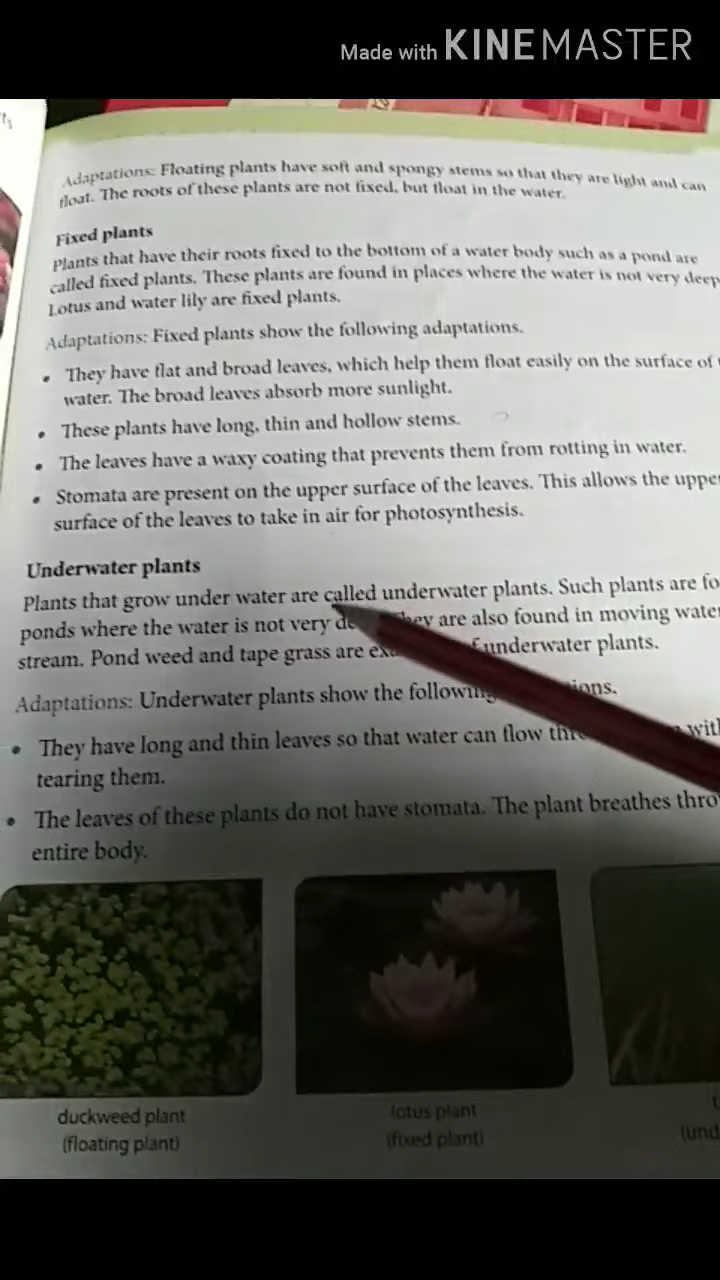 Made with KINEMASTER
Adaptations: Floating plants have soft and spongy stems so that they are light and can
float. The roots of these plants are not fixed, but float in the water.
Fixed plants
Plants that have their roots fixed to the bottom of a water body such as a pond are
called fixed plants. These plants are found in places where the water is not very deep
Lotus and water lily are fixed plants.
Adaptations: Fixed plants show the following adaptations.
• They have flat and broad leaves, which help them float easily on the surface of
water. The broad leaves absorb more sunlight.
• These plants have long, thin and hollow stems.
• The leaves have a waxy coating that prevents them from rotting in water.
• Stomata are present on the upper surface of the leaves. This allows the uppe
surface of the leaves to take in air for photosynthesis.
Underwater plants
Plants that grow under water are called underwater plants. Such plants are fo
ponds where the water is not very de hey are also found in moving water
stream. Pond weed and tape grass are exa f underwater plants.
Adaptations: Underwater plants show the following ions.
• They have long and thin leaves so that water can flow thr with
tearing them.
• The leaves of these plants do not have stomata. The plant breathes thro
entire body.
duckweed plant
(floating plant)
lotus plant
(fixed plant)
(und